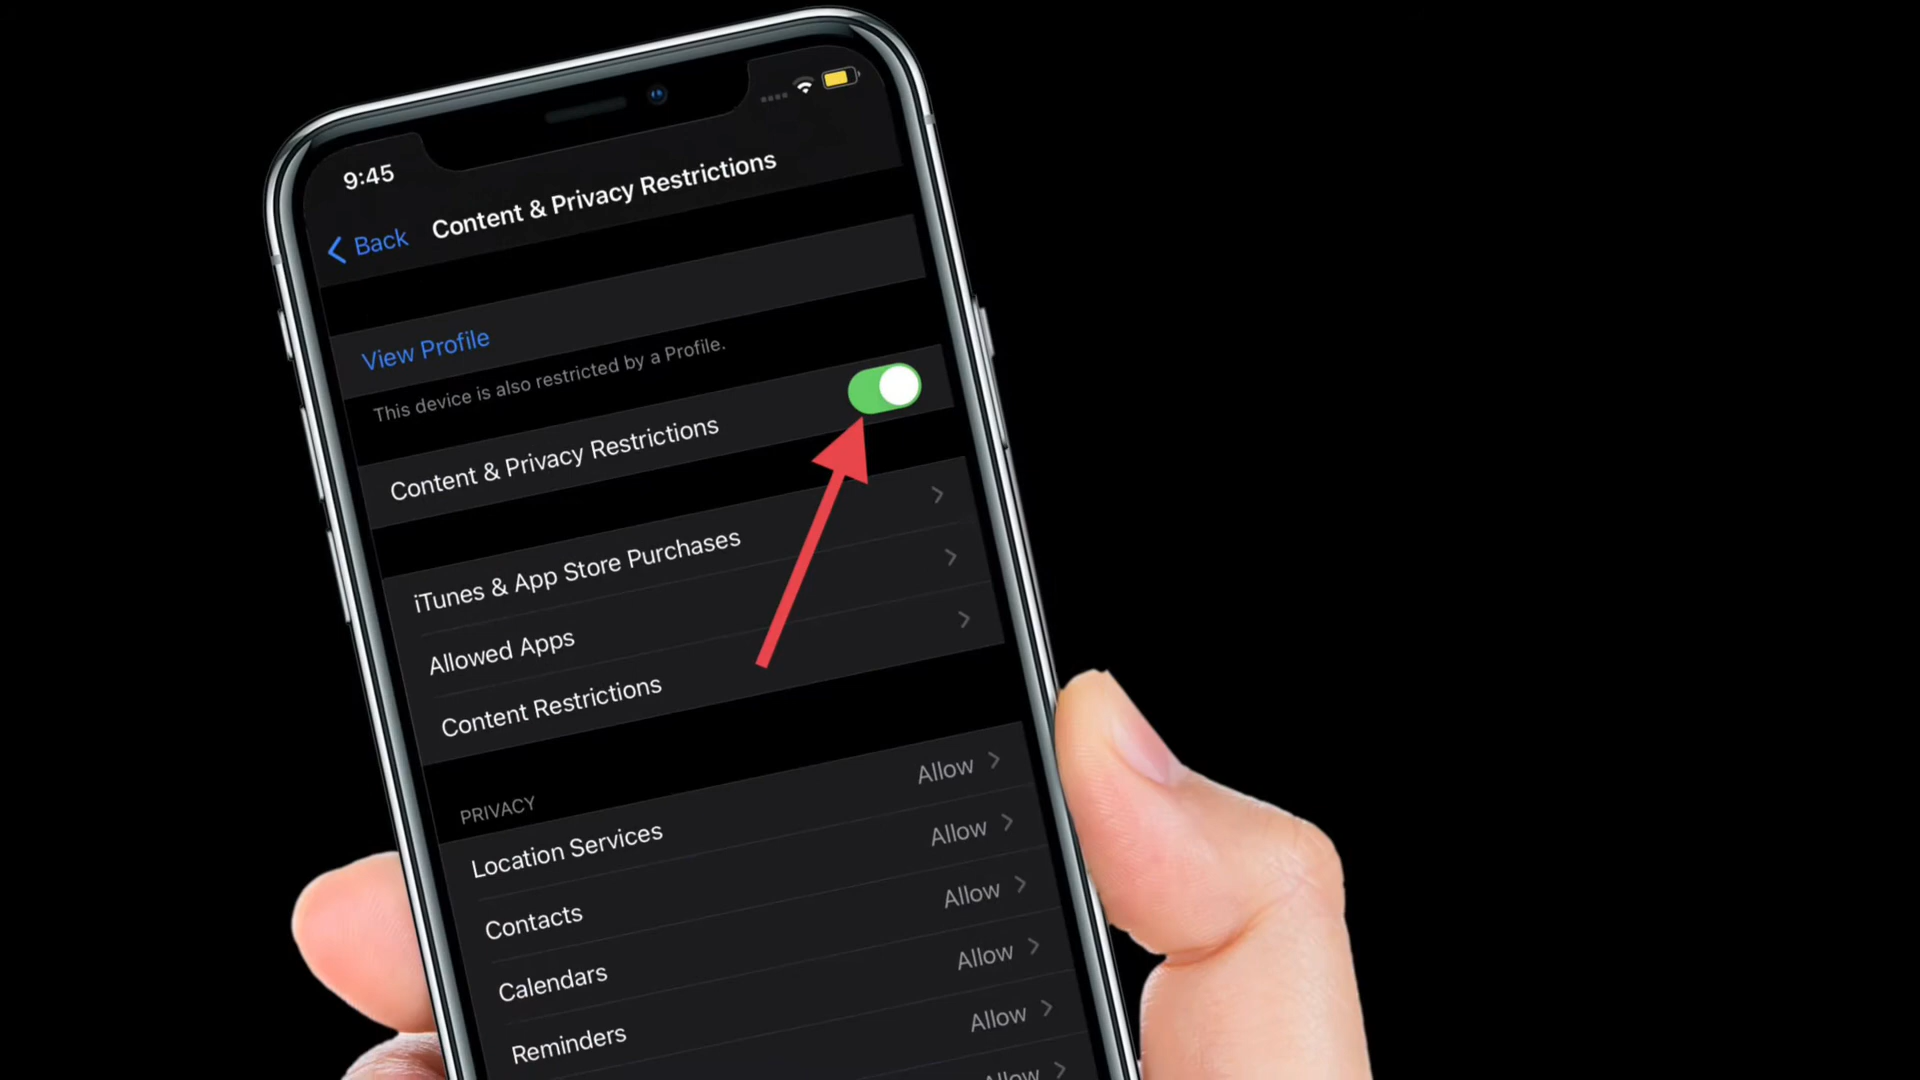 9:45
Back
Content & Privacy Restrictions
View Profile
This device is also restricted by a Profile.
Content & Privacy Restrictions
iTunes & App Store Purchases
Allowed Apps
Content Restrictions
PRIVACY
Location Services Allow
Contacts Allow
Calendars Allow
Reminders Allow
Allow
Allow